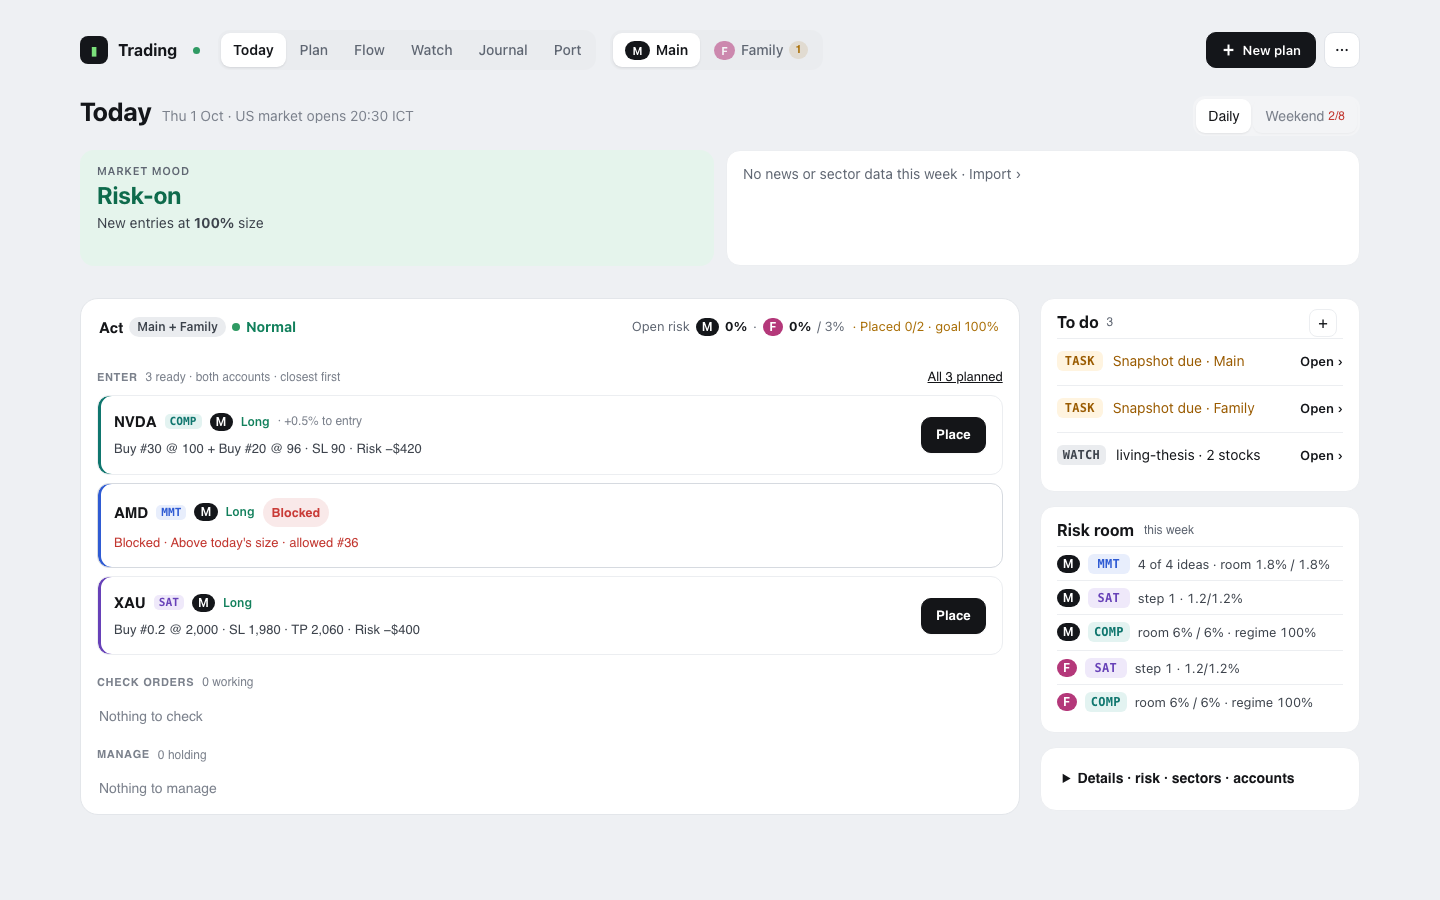 Trading
Today Plan Flow Watch Journal Port
M Main F Family 1
+ New plan
···
Today Thu 1 Oct · US market opens 20:30 ICT
Daily Weekend 2/8
MARKET MOOD
Risk-on
New entries at 100% size
No news or sector data this week · Import ›
Act Main + Family Normal
Open risk M 0% · F 0% / 3% · Placed 0/2 · goal 100%
ENTER 3 ready · both accounts · closest first
All 3 planned
NVDA COMP M Long · +0.5% to entry
Buy #30 @ 100 + Buy #20 @ 96 · SL 90 · Risk −$420
Place
AMD MMT M Long Blocked
Blocked · Above today's size · allowed #36
XAU SAT M Long
Buy #0.2 @ 2,000 · SL 1,980 · TP 2,060 · Risk −$400
Place
CHECK ORDERS 0 working
Nothing to check
MANAGE 0 holding
Nothing to manage
To do 3
+
TASK Snapshot due · Main Open ›
TASK Snapshot due · Family Open ›
WATCH living-thesis · 2 stocks Open ›
Risk room this week
M MMT 4 of 4 ideas · room 1.8% / 1.8%
M SAT step 1 · 1.2/1.2%
M COMP room 6% / 6% · regime 100%
F SAT step 1 · 1.2/1.2%
F COMP room 6% / 6% · regime 100%
▶ Details · risk · sectors · accounts